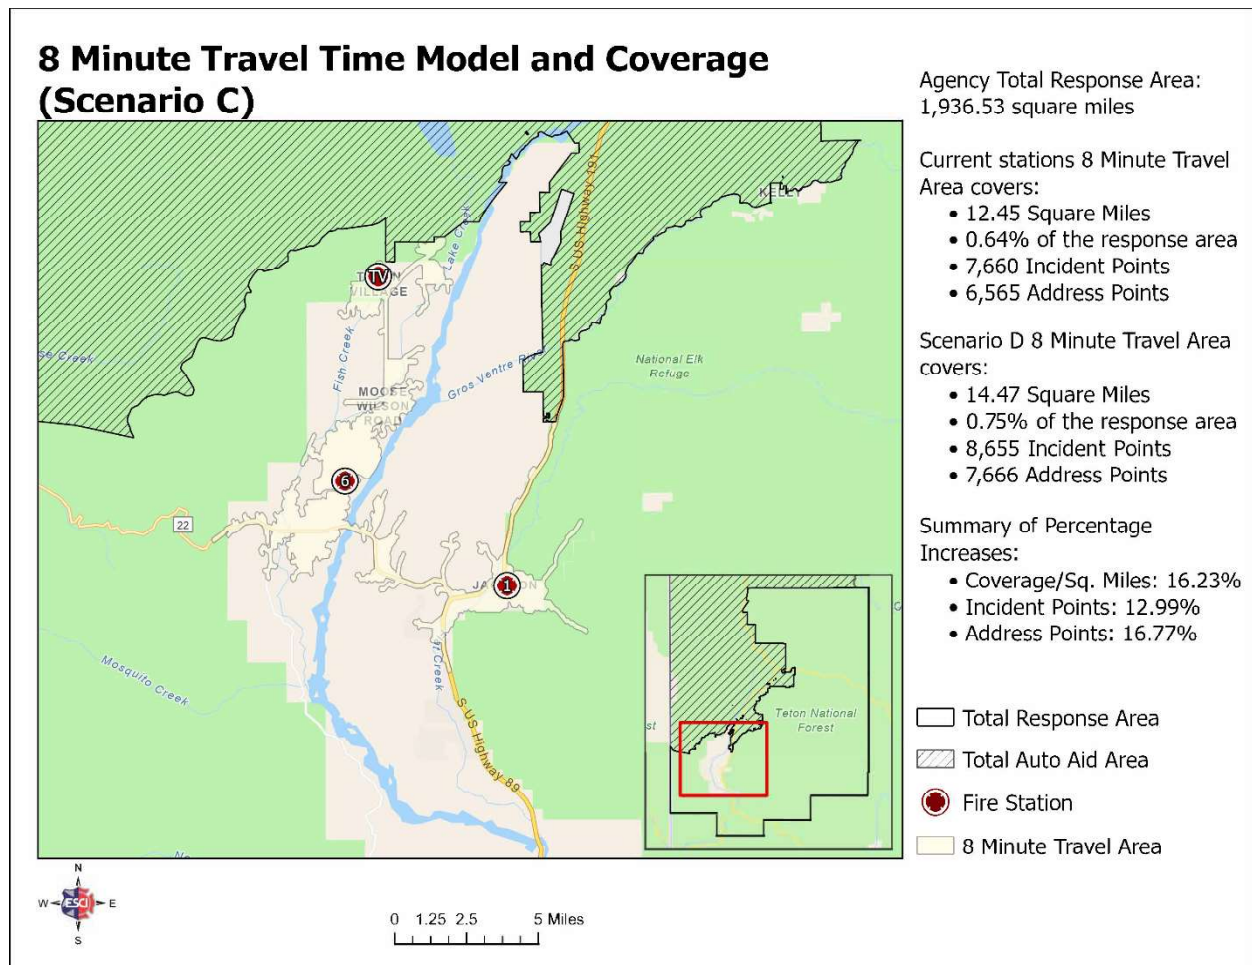 8 Minute Travel Time Model and Coverage
(Scenario C)
Agency Total Response Area:
1,936.53 square miles
Current stations 8 Minute Travel
Area covers:
• 12.45 Square Miles
• 0.64% of the response area
• 7,660 Incident Points
• 6,565 Address Points
Scenario D 8 Minute Travel Area
covers:
• 14.47 Square Miles
• 0.75% of the response area
• 8,655 Incident Points
• 7,666 Address Points
Summary of Percentage
Increases:
• Coverage/Sq. Miles: 16.23%
• Incident Points: 12.99%
• Address Points: 16.77%
Total Response Area
Total Auto Aid Area
Fire Station
8 Minute Travel Area
S US Highway 191
KELLY
Lake Creek
TV
VILLAGE
Fish Creek
se Creek
National Elk
Refuge
Gros Ventre
MOOSE
WILSON
ROAD
6
22
1
Creek
Mosquito Creek
S US Highway 89
Teton National
Forest
st
N
W
ESCI
E
S
0 1.25 2.5 5 Miles